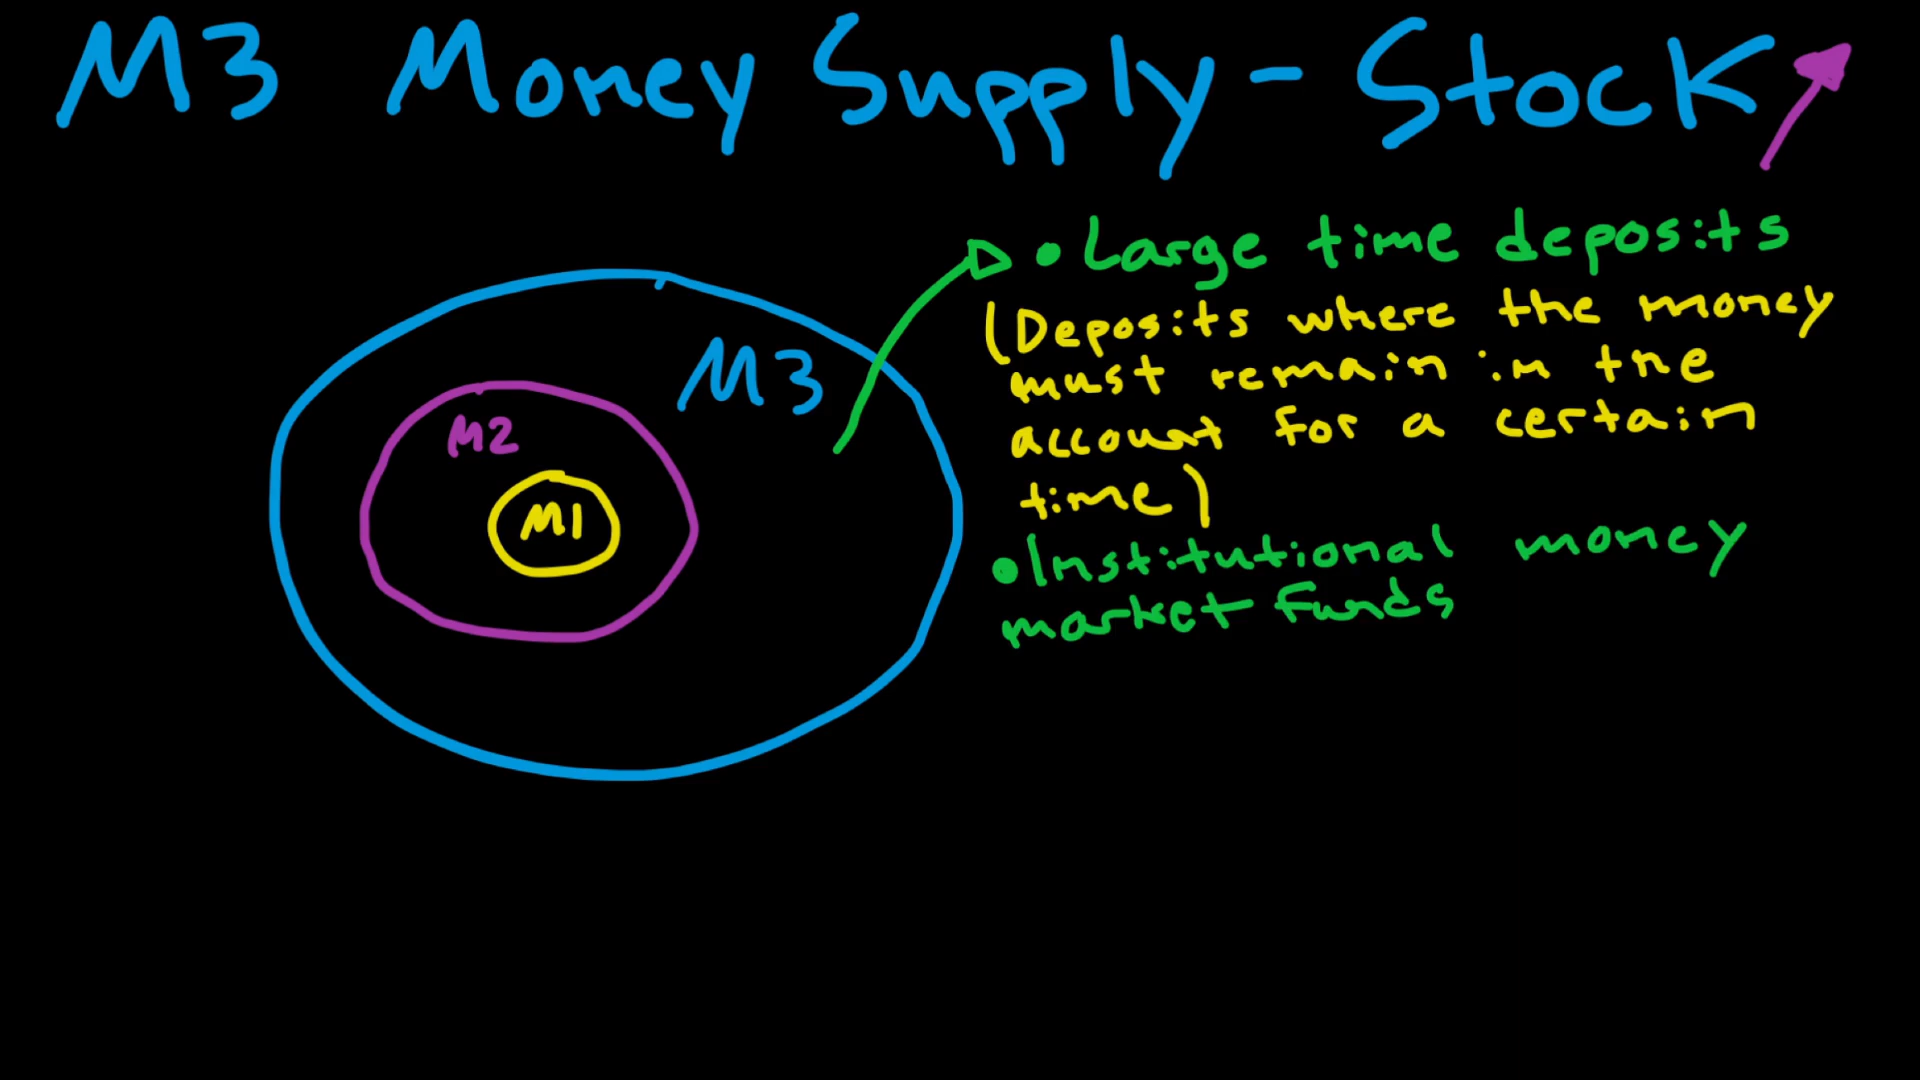 M3 Money Supply - Stock
• Large time deposits
(Deposits where the money
must remain in the
account for a certain
time)
• Institutional money
market funds
M3
M2
M1